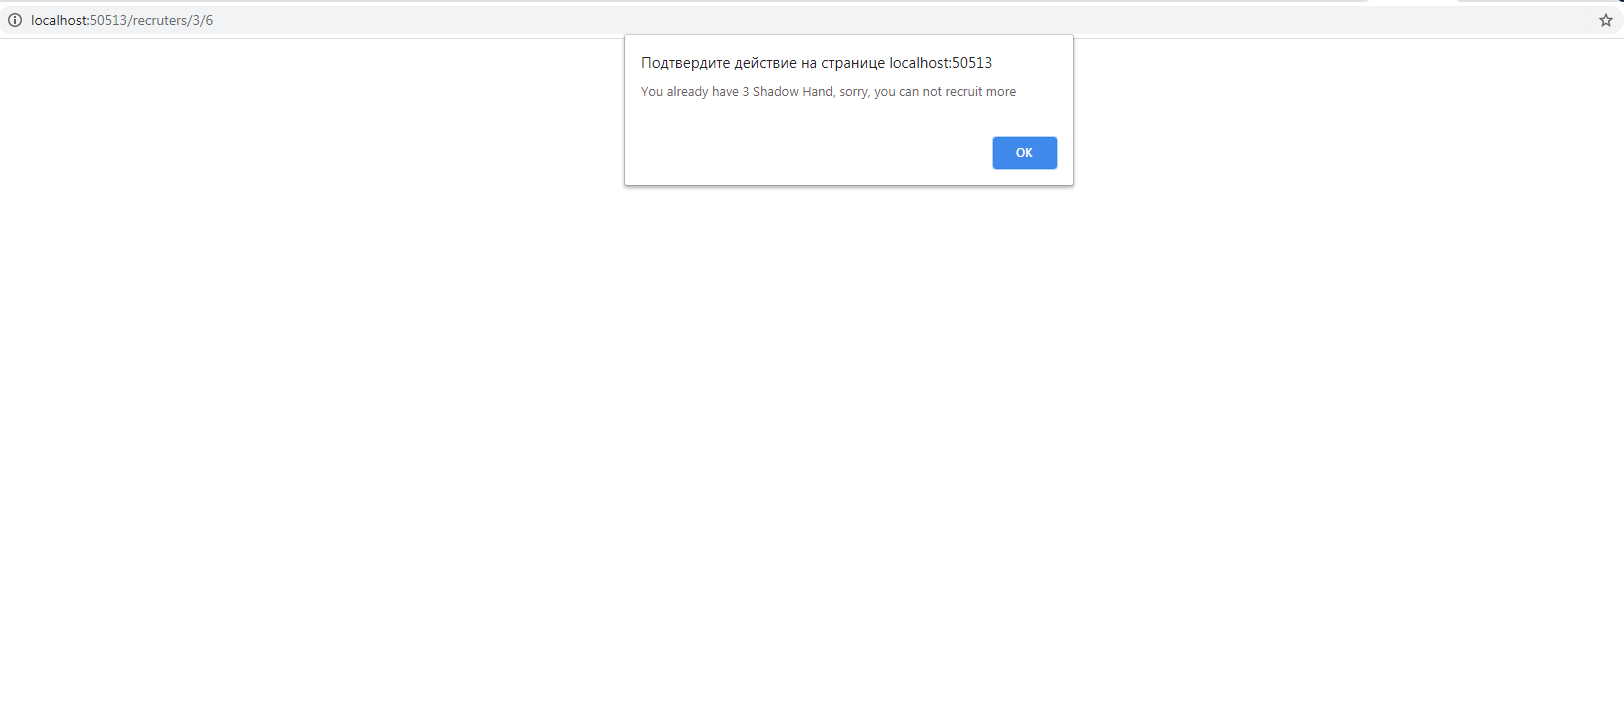 localhost:50513/recruters/3/6
Подтвердите действие на странице localhost:50513
You already have 3 Shadow Hand, sorry, you can not recruit more
ОК